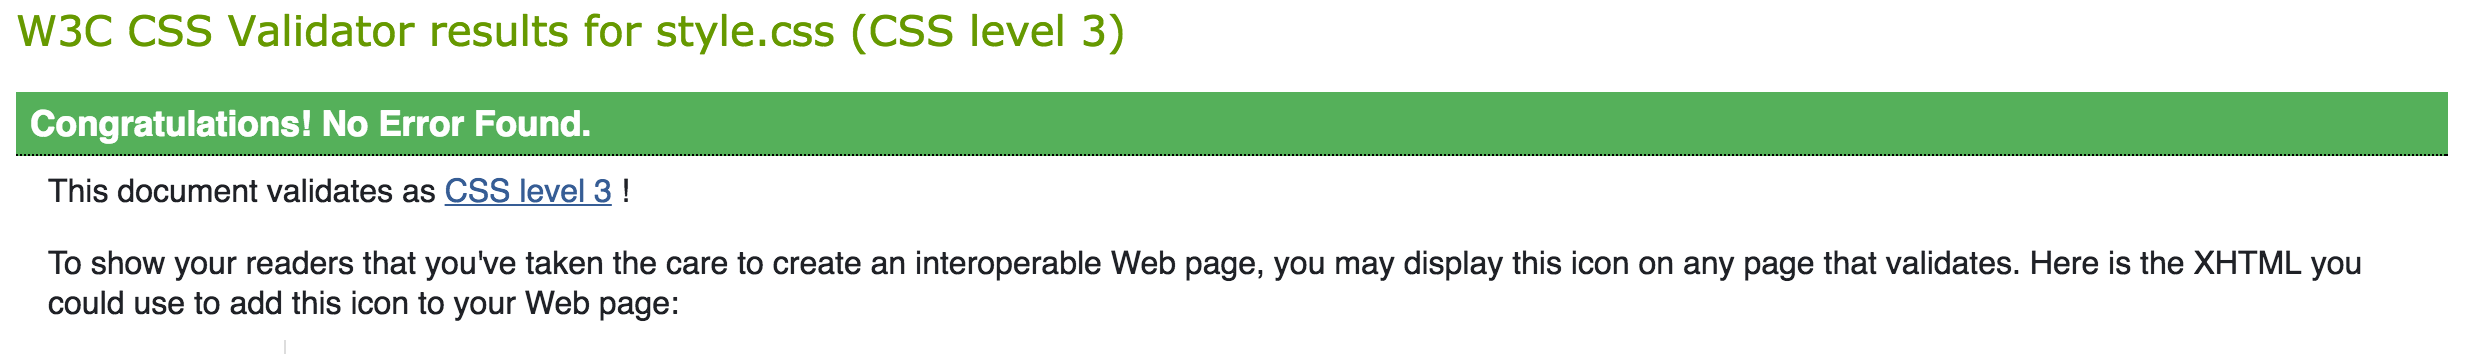 W3C CSS Validator results for style.css (CSS level 3)
Congratulations! No Error Found.
This document validates as CSS level 3 !
To show your readers that you've taken the care to create an interoperable Web page, you may display this icon on any page that validates. Here is the XHTML you
could use to add this icon to your Web page: